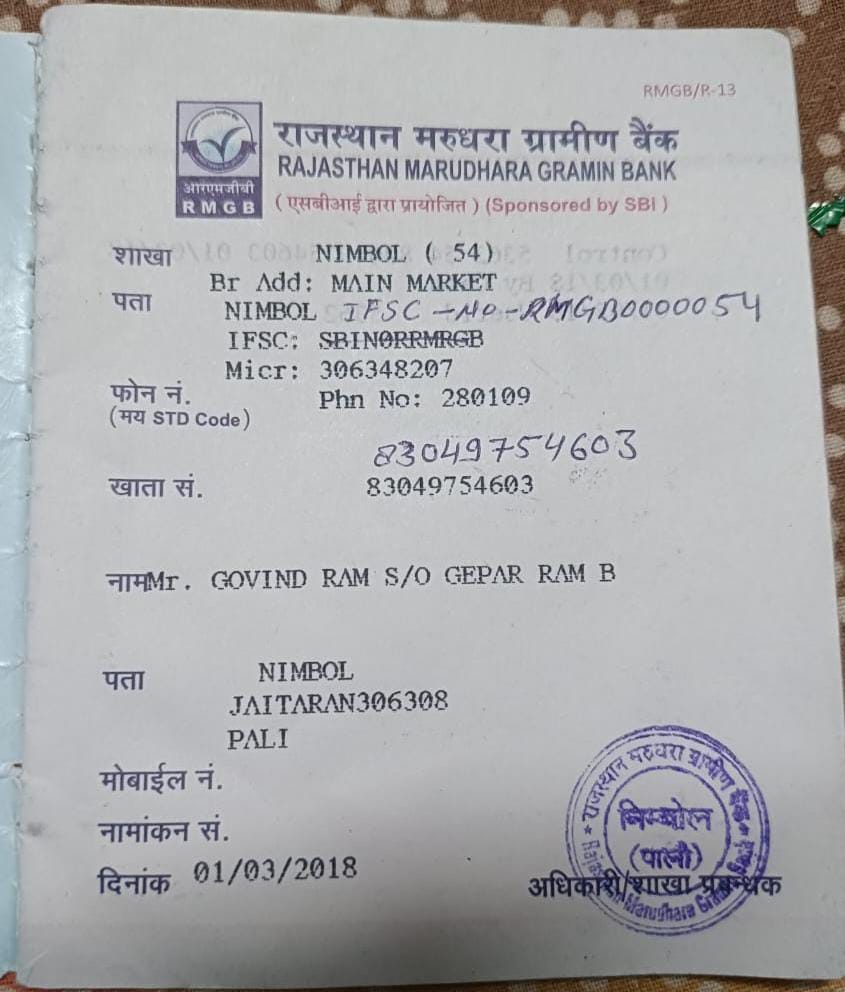 RMGB/R-13
राजस्थान मरुधरा ग्रामीण बैंक
RAJASTHAN MARUDHARA GRAMIN BANK
आरएमजीबी
RMGB
( एसबीआई द्वारा प्रायोजित ) (Sponsored by SBI )
शाखा NIMBOL ( 54)
Br Add: MAIN MARKET
पता NIMBOL IFSC -NO-RMGB0000054
IFSC: SBIN0RRMRGB
Micr: 306348207
फोन नं. Phn No: 280109
(मय STD Code)
83049754603
खाता सं. 83049754603
नाम Mr. GOVIND RAM S/O GEPAR RAM B
पता NIMBOL
JAITARAN306308
PALI
मोबाईल नं.
नामांकन सं.
दिनांक 01/03/2018
राजस्थान मरुधरा ग्रामीण बैंक
निम्बोल
(पाली)
अधिकारी/शाखा प्रबन्धक
Marudhara Gramin